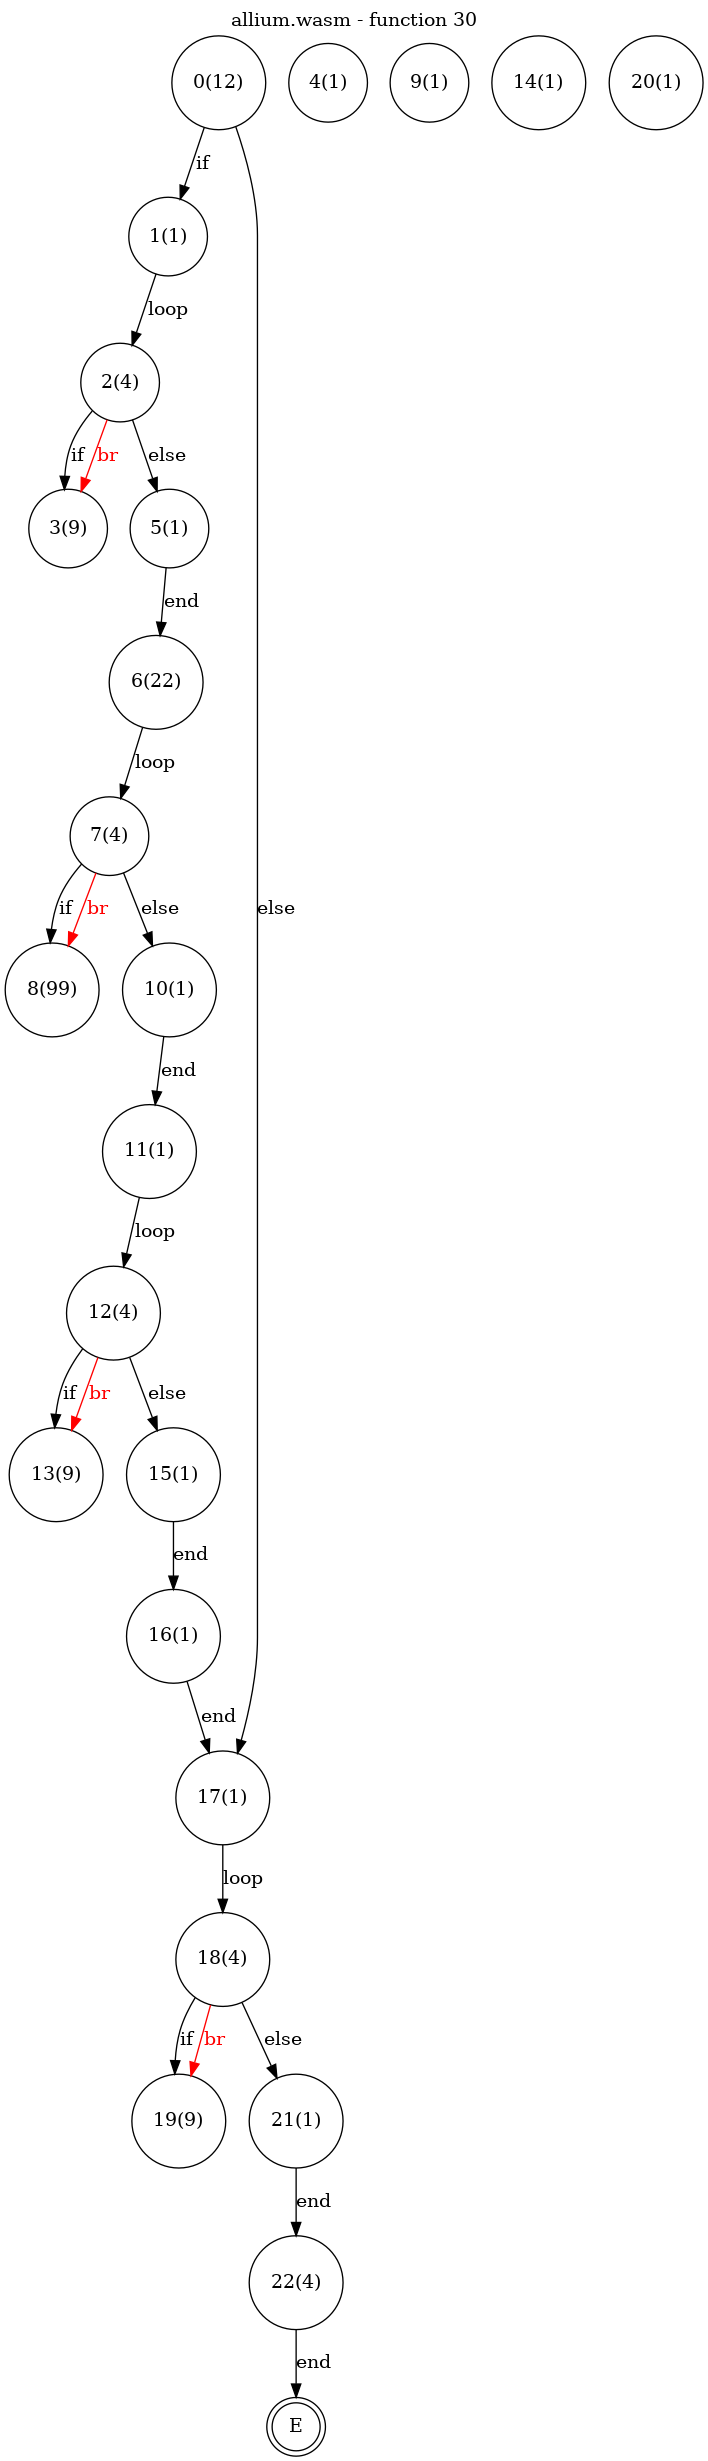 allium.wasm - function 30
0(12) 4(1) 9(1) 14(1) 20(1)
if
1(1)
loop
2(4)
if br else
3(9) 5(1)
end
6(22)
loop
7(4)
if br else else
8(99) 10(1)
end
11(1)
loop
12(4)
if br else
13(9) 15(1)
end
16(1)
end
17(1)
loop
18(4)
if br else
19(9) 21(1)
end
22(4)
end
E